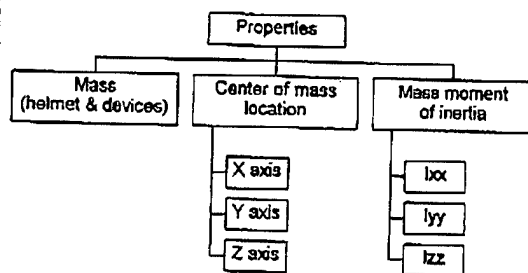 Properties
Mass
(helmet & devices)
Center of mass
location
Mass moment
of inertia
X axis
Y axis
Z axis
Ixx
Iyy
Izz